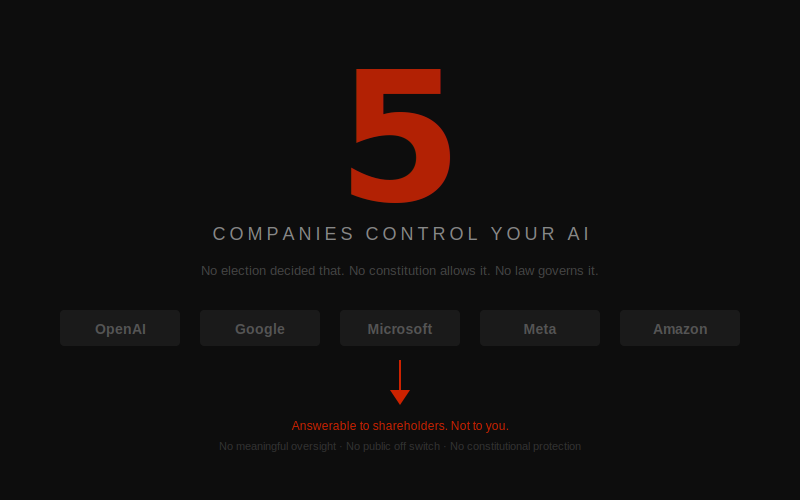 5
COMPANIES CONTROL YOUR AI
No election decided that. No constitution allows it. No law governs it.
OpenAI Google Microsoft Meta Amazon
Answerable to shareholders. Not to you.
No meaningful oversight · No public off switch · No constitutional protection